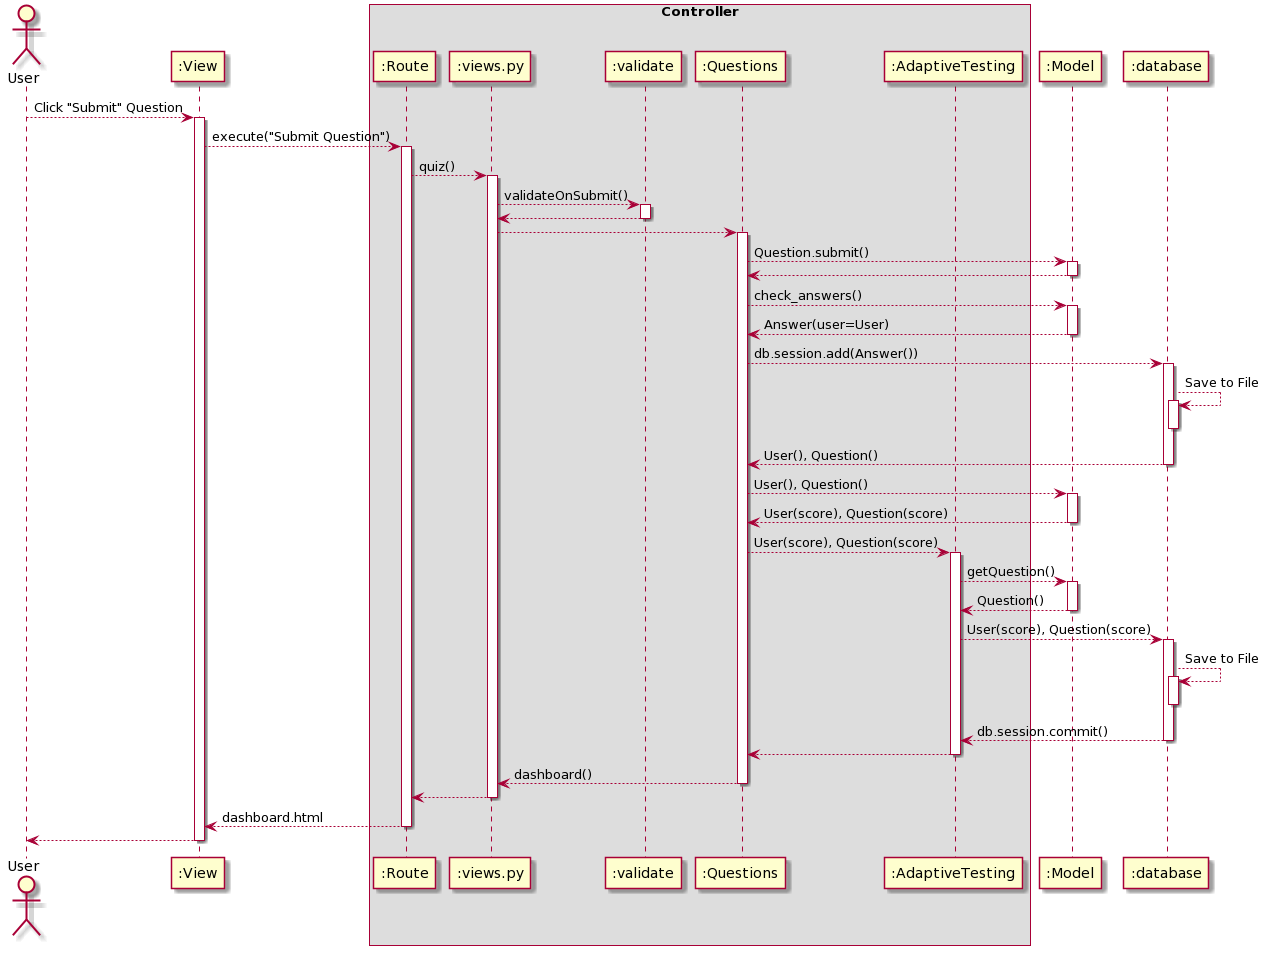 Controller
User
:View
:Route
:views.py
:validate
:Questions
:AdaptiveTesting
:Model
:database
Click "Submit" Question
execute("Submit Question")
quiz()
validateOnSubmit()
Question.submit()
check_answers()
Answer(user=User)
db.session.add(Answer())
Save to File
User(), Question()
User(), Question()
User(score), Question(score)
User(score), Question(score)
getQuestion()
Question()
User(score), Question(score)
Save to File
db.session.commit()
dashboard()
dashboard.html
User
:View
:Route
:views.py
:validate
:Questions
:AdaptiveTesting
:Model
:database